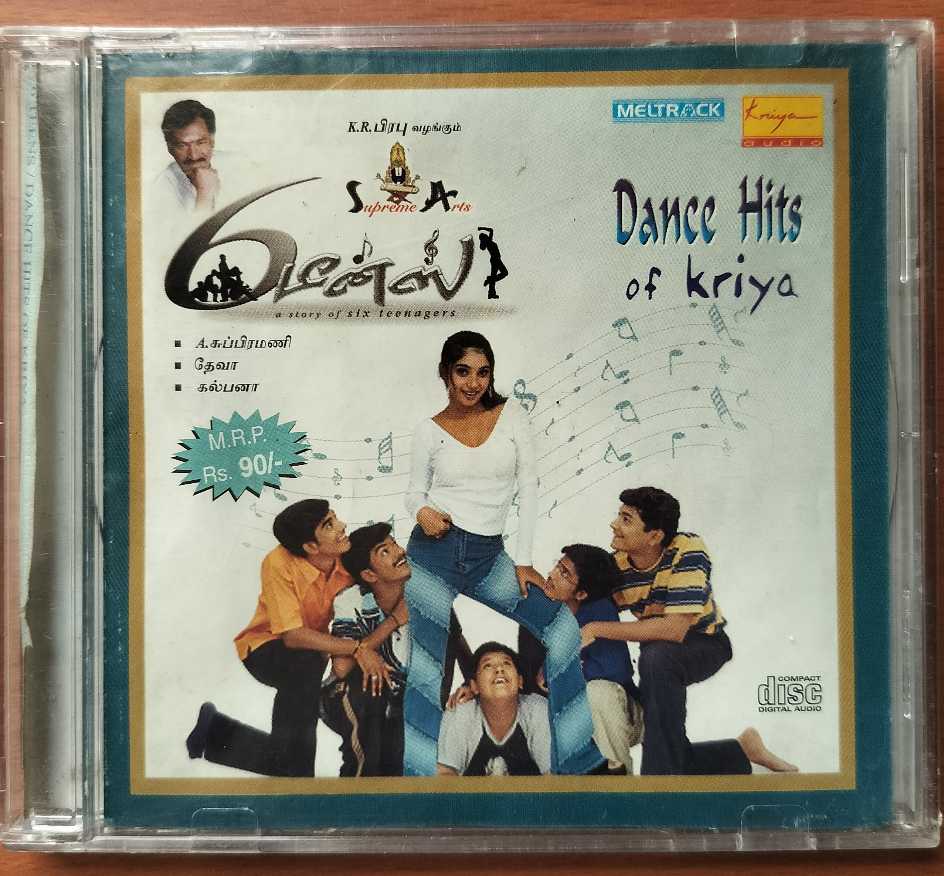 K.R.பிரபு வழங்கும்
Supreme Arts
6டீன்ஸ்
a story of six teenagers
A.சுப்பிரமணி
தேவா
கல்பனா
M.R.P.
Rs. 90/-
MELTRACK
Kriya
audio
Dance Hits
of kriya
COMPACT
disc
DIGITAL AUDIO